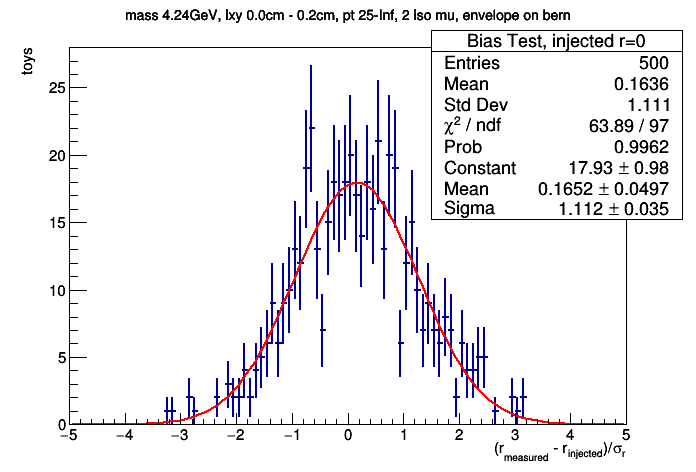 mass 4.24GeV, lxy 0.0cm - 0.2cm, pt 25-Inf, 2 iso mu, envelope on bern
Bias Test, injected r=0
Entries 500
Mean 0.1636
Std Dev 1.111
χ² / ndf 63.89 / 97
Prob 0.9962
Constant 17.93 ± 0.98
Mean 0.1652 ± 0.0497
Sigma 1.112 ± 0.035
toys
25
20
15
10
5
0
−5 −4 −3 −2 −1 0 1 2 3 4 5
(r_measured - r_injected)/σ_r